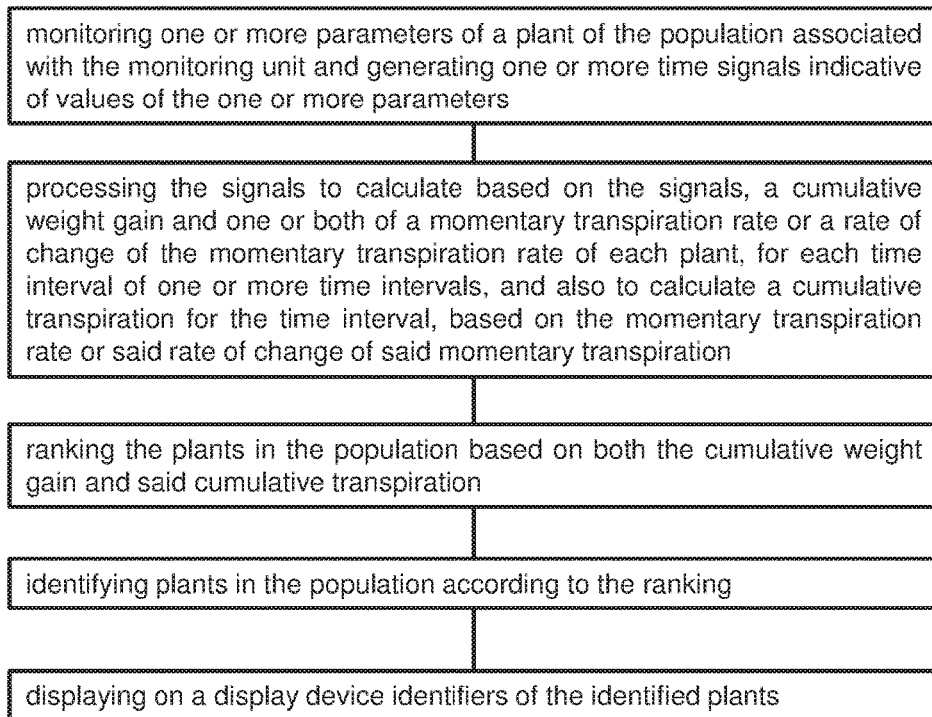 monitoring one or more parameters of a plant of the population associated
with the monitoring unit and generating one or more time signals indicative
of values of the one or more parameters
processing the signals to calculate based on the signals, a cumulative
weight gain and one or both of a momentary transpiration rate or a rate of
change of the momentary transpiration rate of each plant, for each time
interval of one or more time intervals, and also to calculate a cumulative
transpiration for the time interval, based on the momentary transpiration
rate or said rate of change of said momentary transpiration
ranking the plants in the population based on both the cumulative weight
gain and said cumulative transpiration
identifying plants in the population according to the ranking
displaying on a display device identifiers of the identified plants